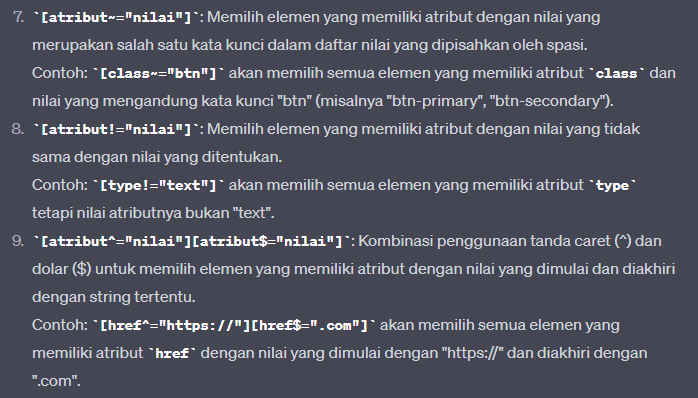 7. `[atribut~="nilai"]`: Memilih elemen yang memiliki atribut dengan nilai yang
merupakan salah satu kata kunci dalam daftar nilai yang dipisahkan oleh spasi.
Contoh: `[class~="btn"]` akan memilih semua elemen yang memiliki atribut `class` dan
nilai yang mengandung kata kunci "btn" (misalnya "btn-primary", "btn-secondary").
8. `[atribut!="nilai"]`: Memilih elemen yang memiliki atribut dengan nilai yang tidak
sama dengan nilai yang ditentukan.
Contoh: `[type!="text"]` akan memilih semua elemen yang memiliki atribut `type`
tetapi nilai atributnya bukan "text".
9. `[atribut^="nilai"][atribut$="nilai"]`: Kombinasi penggunaan tanda caret (^) dan
dolar ($) untuk memilih elemen yang memiliki atribut dengan nilai yang dimulai dan diakhiri
dengan string tertentu.
Contoh: `[href^="https://"][href$=".com"]` akan memilih semua elemen yang
memiliki atribut `href` dengan nilai yang dimulai dengan "https://" dan diakhiri dengan
".com".